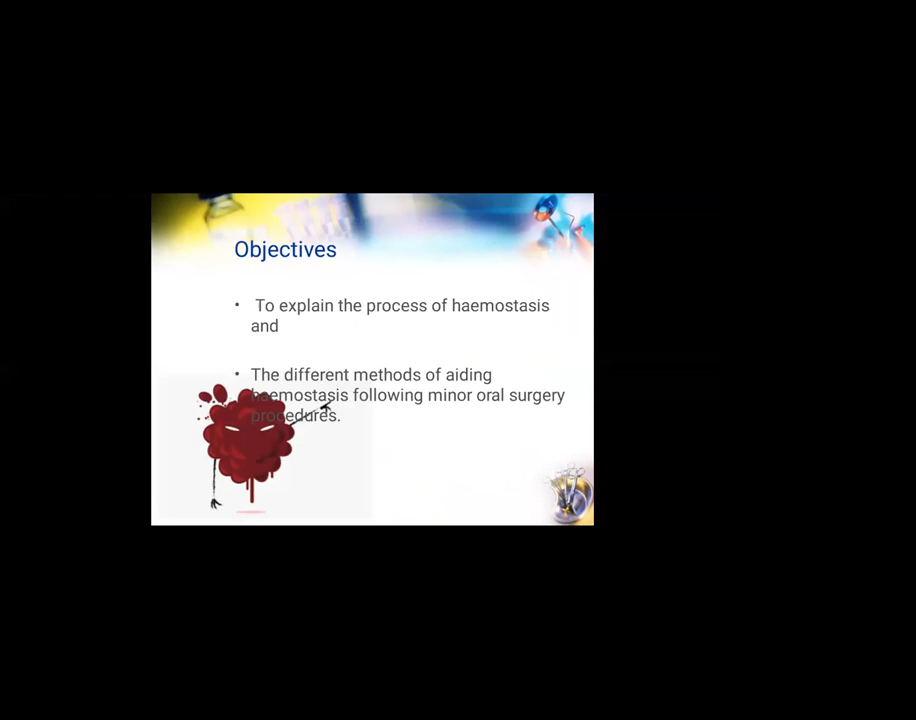 Objectives
• To explain the process of haemostasis
and
• The different methods of aiding
haemostasis following minor oral surgery
procedures.